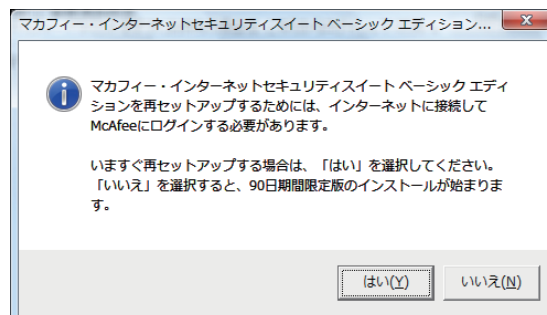 マカフィー・インターネットセキュリティスイート ベーシック エディション...
マカフィー・インターネットセキュリティスイート ベーシック エディ
ションを再セットアップするためには、インターネットに接続して
McAfeeにログインする必要があります。
いますぐ再セットアップする場合は、「はい」を選択してください。
「いいえ」を選択すると、90日期間限定版のインストールが始まりま
す。
はい(Y)
いいえ(N)